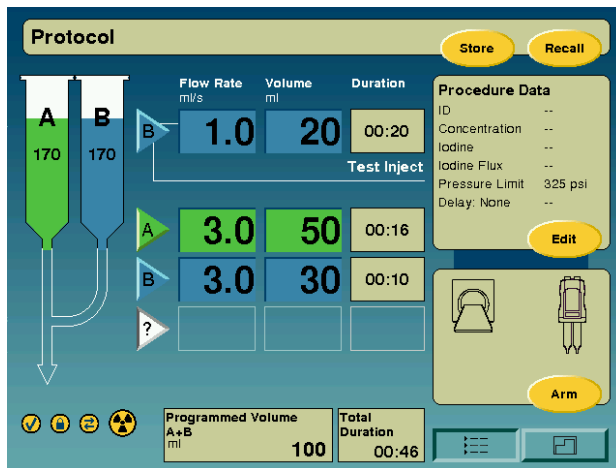 Protocol
Store
Recall
A
B
170
170
Flow Rate
ml/s
Volume
ml
Duration
B
1.0
20
00:20
Test Inject
A
3.0
50
00:16
B
3.0
30
00:10
?
Procedure Data
ID --
Concentration --
Iodine --
Iodine Flux --
Pressure Limit 325 psi
Delay: None --
Edit
Arm
Programmed Volume
A+B
ml
100
Total
Duration
00:46